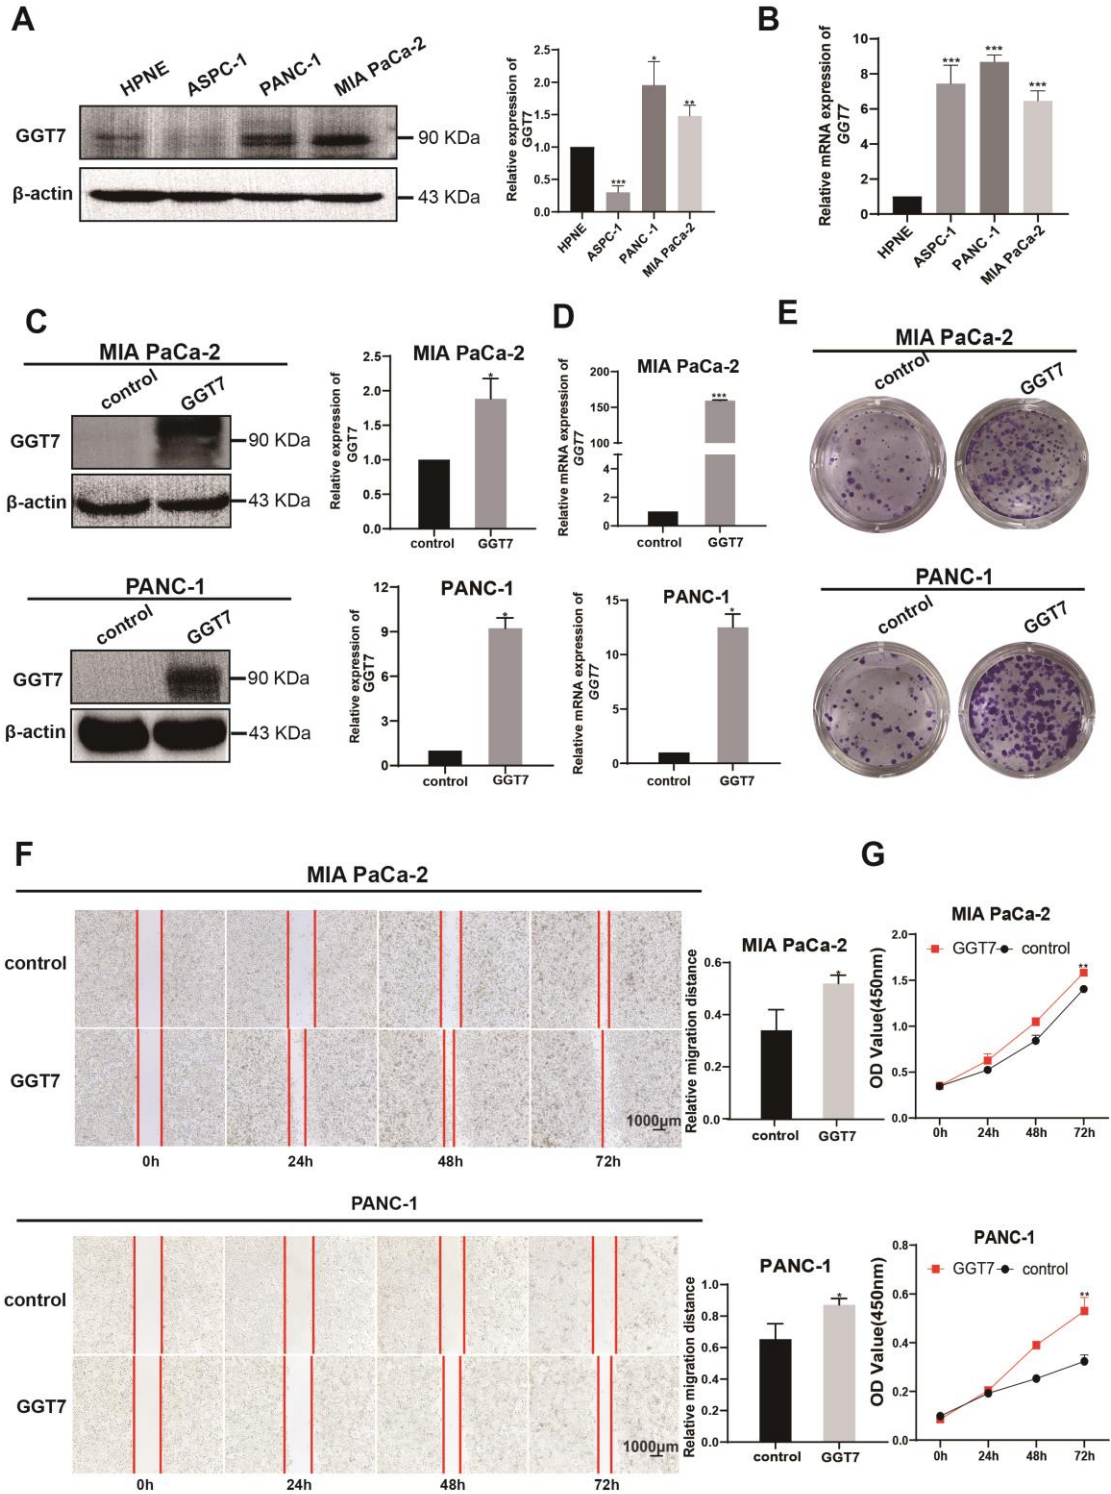 A
HPNE
ASPC-1
PANC-1
MIA PaCa-2
GGT7
90 KDa
β-actin
43 KDa
Relative expression of
GGT7
2.5
2.0
1.5
1.0
0.5
0.0
***
*
**
HPNE
ASPC-1
PANC -1
MIA PaCa-2
B
Relative mRNA expression of
GGT7
10
8
6
4
2
0
***
***
***
HPNE
ASPC-1
PANC -1
MIA PaCa-2
C
MIA PaCa-2
control
GGT7
GGT7
90 KDa
β-actin
43 KDa
MIA PaCa-2
Relative expression of
GGT7
2.5
2.0
1.5
1.0
0.5
0.0
*
control
GGT7
PANC-1
control
GGT7
GGT7
90 KDa
β-actin
43 KDa
PANC-1
Relative expression of
GGT7
12
9
6
3
0
*
control
GGT7
D
MIA PaCa-2
Relative mRNA expression of
GGT7
200
150
100
4
2
0
***
control
GGT7
PANC-1
Relative mRNA expression of
GGT7
15
10
5
0
*
control
GGT7
E
MIA PaCa-2
control
GGT7
PANC-1
control
GGT7
F
MIA PaCa-2
control
GGT7
1000μm
0h
24h
48h
72h
MIA PaCa-2
Relative migration distance
0.6
0.4
0.2
0.0
*
control
GGT7
PANC-1
control
GGT7
1000μm
0h
24h
48h
72h
PANC-1
Relative migration distance
1.0
0.8
0.6
0.4
0.2
0.0
*
control
GGT7
G
MIA PaCa-2
GGT7
control
OD Value(450nm)
2.0
1.5
1.0
0.5
0.0
**
0h
24h
48h
72h
PANC-1
GGT7
control
OD Value(450nm)
0.8
0.6
0.4
0.2
0.0
**
0h
24h
48h
72h